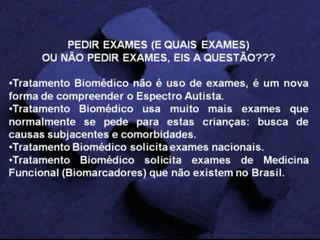 PEDIR EXAMES (E QUAIS EXAMES)
OU NÃO PEDIR EXAMES, EIS A QUESTÃO???
•Tratamento Biomédico não é uso de exames, é um nova
forma de compreender o Espectro Autista.
•Tratamento Biomédico usa muito mais exames que
normalmente se pede para estas crianças: busca de
causas subjacentes e comorbidades.
•Tratamento Biomédico solicita exames nacionais.
•Tratamento Biomédico solicita exames de Medicina
Funcional (Biomarcadores) que não existem no Brasil.